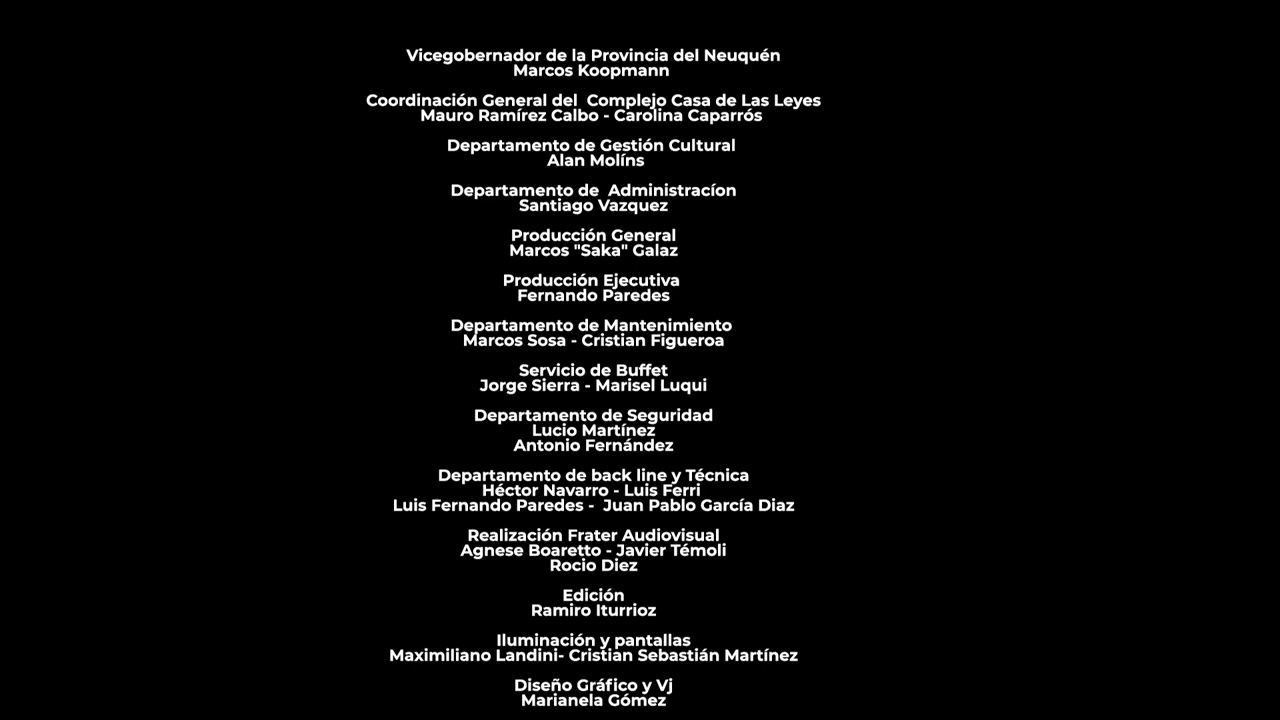 Vicegobernador de la Provincia del Neuquén
Marcos Koopmann
Coordinación General del  Complejo Casa de Las Leyes
Mauro Ramírez Calbo - Carolina Caparrós
Departamento de Gestión Cultural
Alan Molíns
Departamento de  Administracíon
Santiago Vazquez
Producción General
Marcos "Saka" Galaz
Producción Ejecutiva
Fernando Paredes
Departamento de Mantenimiento
Marcos Sosa - Cristian Figueroa
Servicio de Buffet
Jorge Sierra - Marisel Luqui
Departamento de Seguridad
Lucio Martínez
Antonio Fernández
Departamento de back line y Técnica
Héctor Navarro - Luis Ferri
Luis Fernando Paredes -  Juan Pablo García Diaz
Realización Frater Audiovisual
Agnese Boaretto - Javier Témoli
Rocio Diez
Edición
Ramiro Iturrioz
Iluminación y pantallas
Maximiliano Landini- Cristian Sebastián Martínez
Diseño Gráfico y Vj
Marianela Gómez